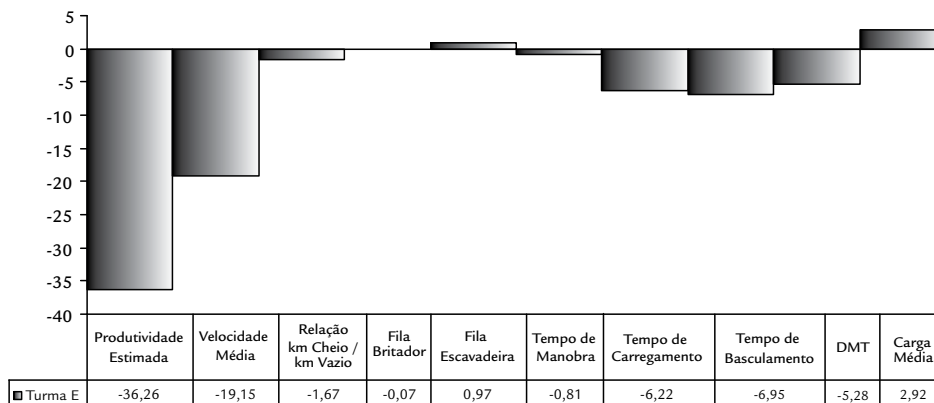 5
0
-5
-10
-15
-20
-25
-30
-35
-40
Produtividade
Estimada
Velocidade
Média
Relação
km Cheio /
km Vazio
Fila
Britador
Fila
Escavadeira
Tempo de
Manobra
Tempo de
Carregamento
Tempo de
Basculamento
DMT
Carga
Média
Turma E -36,26 -19,15 -1,67 -0,07 0,97 -0,81 -6,22 -6,95 -5,28 2,92